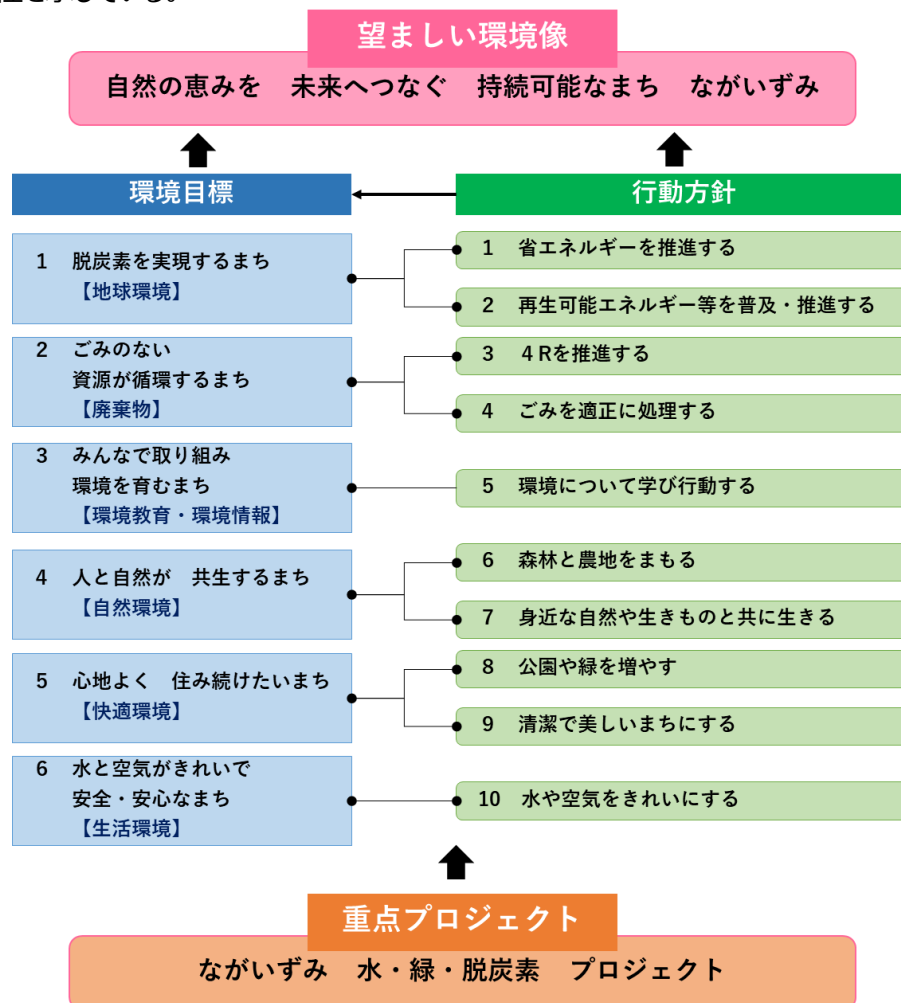 望ましい環境像
自然の恵みを　未来へつなぐ　持続可能なまち　ながいずみ
環境目標
行動方針
1　脱炭素を実現するまち
【地球環境】
1　省エネルギーを推進する
2　再生可能エネルギー等を普及・推進する
2　ごみのない
資源が循環するまち
【廃棄物】
3　４Rを推進する
4　ごみを適正に処理する
3　みんなで取り組み
環境を育むまち
【環境教育・環境情報】
5　環境について学び行動する
4　人と自然が　共生するまち
【自然環境】
6　森林と農地をまもる
7　身近な自然や生きものと共に生きる
5　心地よく　住み続けたいまち
【快適環境】
8　公園や緑を増やす
9　清潔で美しいまちにする
6　水と空気がきれいで
安全・安心なまち
【生活環境】
10　水や空気をきれいにする
重点プロジェクト
ながいずみ　水・緑・脱炭素　プロジェクト